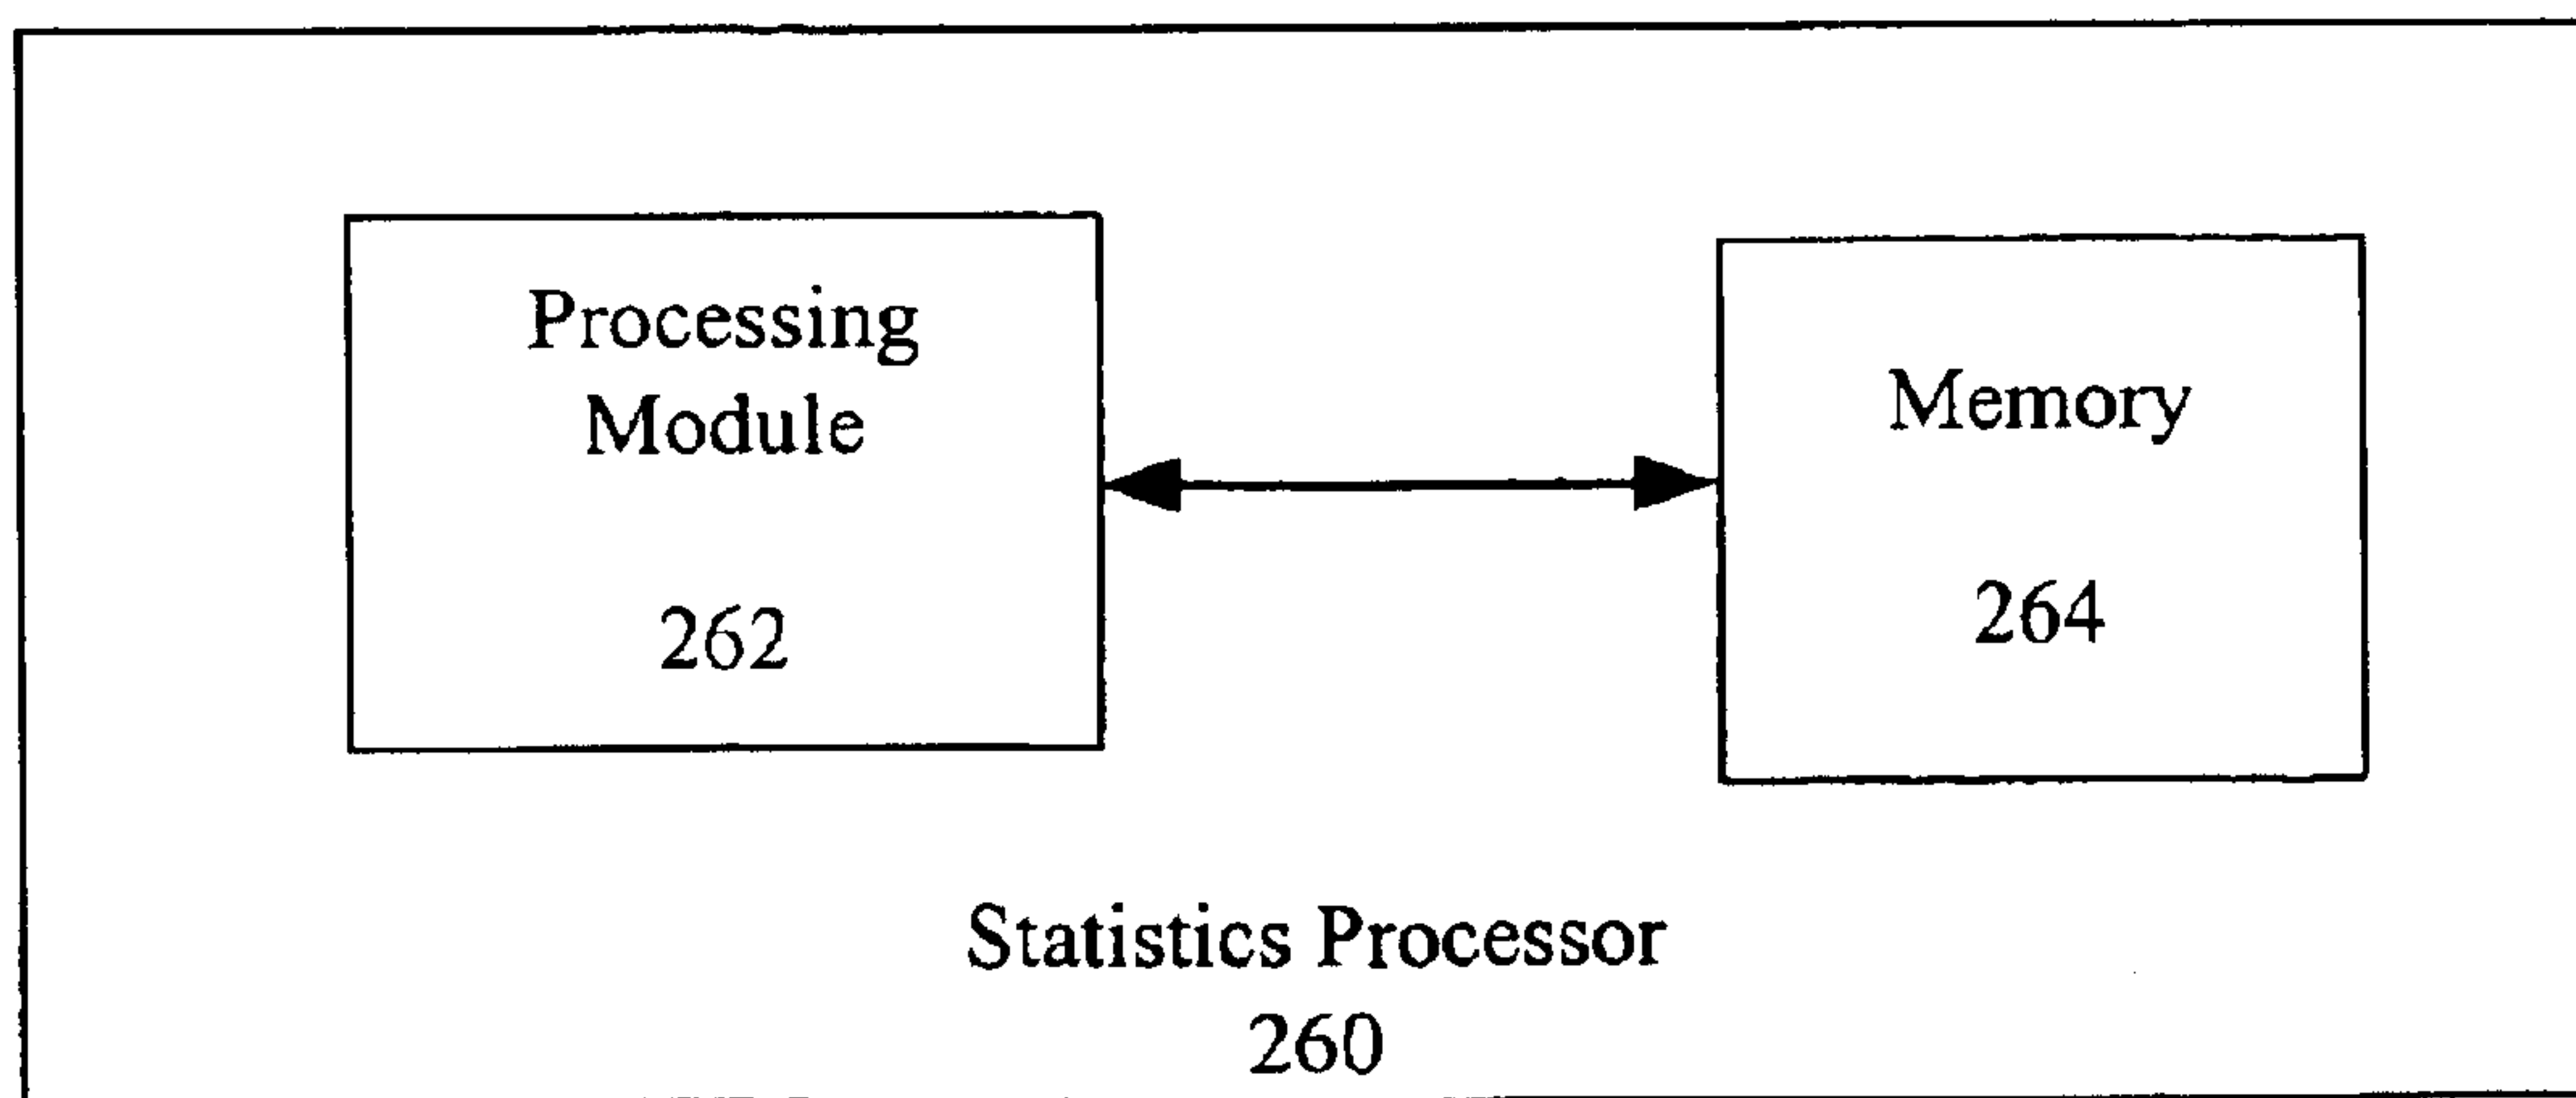 Processing
Module
262
Memory
264
Statistics Processor
260